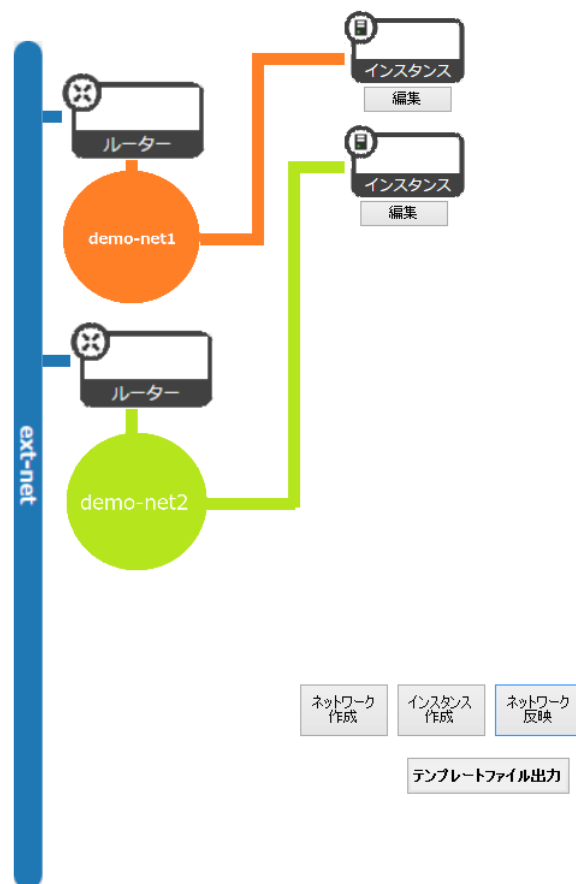 インスタンス
編集
ルーター
インスタンス
編集
demo-net1
ルーター
ext-net
demo-net2
ネットワーク
作成
インスタンス
作成
ネットワーク
反映
テンプレートファイル出力